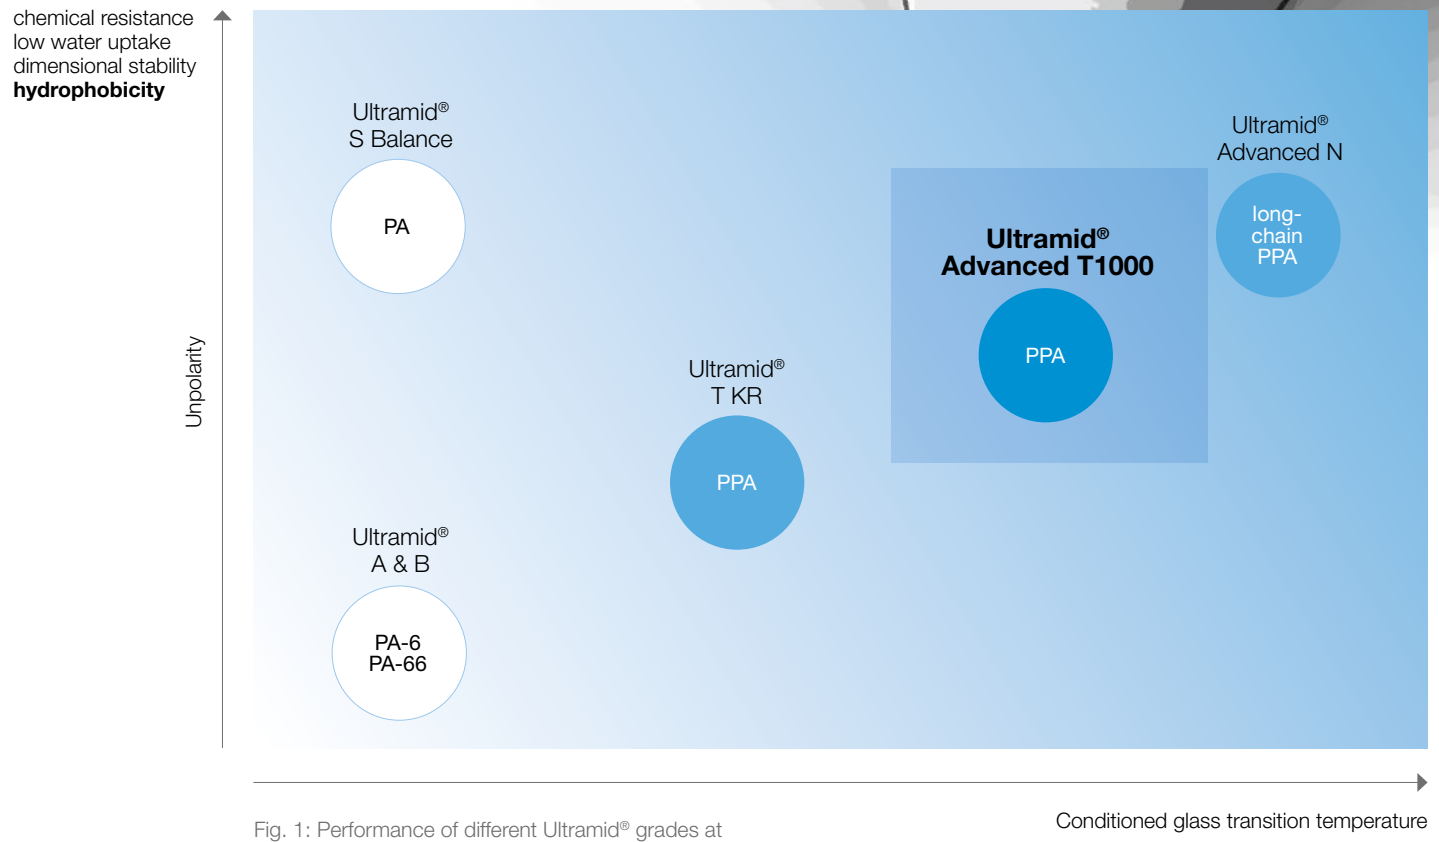 chemical resistance
low water uptake
dimensional stability
hydrophobicity
Unpolarity
Ultramid®
S Balance
PA
Ultramid®
A & B
PA-6
PA-66
Ultramid®
T KR
PPA
Ultramid®
Advanced T1000
PPA
Ultramid®
Advanced N
long-
chain
PPA
Conditioned glass transition temperature
Fig. 1: Performance of different Ultramid® grades at